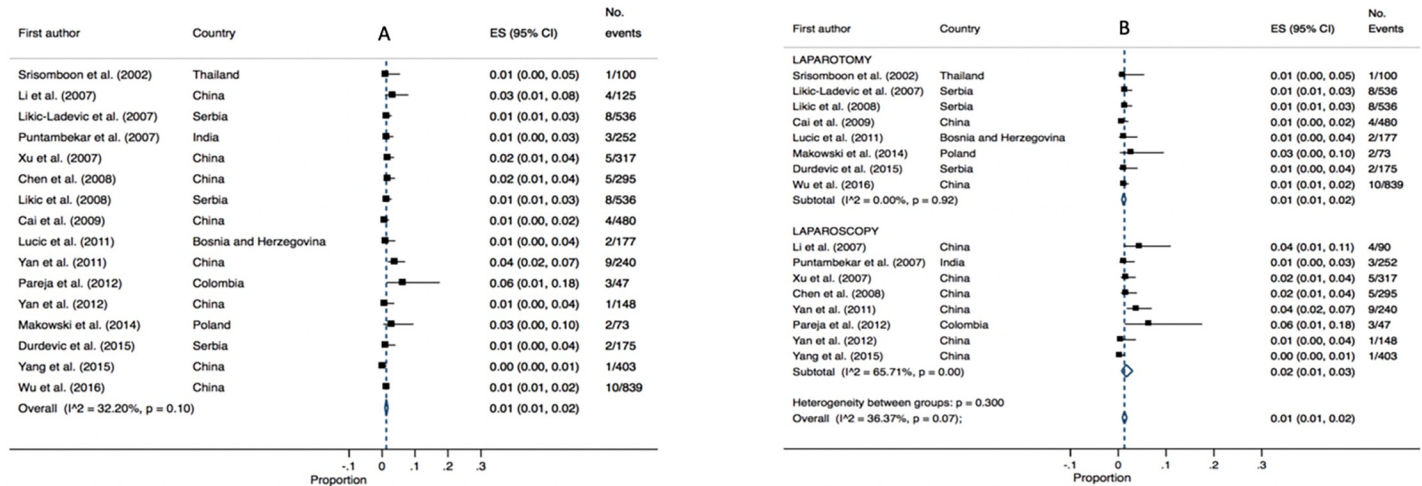 No.
First author Country A ES (95% CI) events
Srisomboon et al. (2002) Thailand 0.01 (0.00, 0.05) 1/100
Li et al. (2007) China 0.03 (0.01, 0.08) 4/125
Likic-Ladevic et al. (2007) Serbia 0.01 (0.01, 0.03) 8/536
Puntambekar et al. (2007) India 0.01 (0.00, 0.03) 3/252
Xu et al. (2007) China 0.02 (0.01, 0.04) 5/317
Chen et al. (2008) China 0.02 (0.01, 0.04) 5/295
Likic et al. (2008) Serbia 0.01 (0.01, 0.03) 8/536
Cai et al. (2009) China 0.01 (0.00, 0.02) 4/480
Lucic et al. (2011) Bosnia and Herzegovina 0.01 (0.00, 0.04) 2/177
Yan et al. (2011) China 0.04 (0.02, 0.07) 9/240
Pareja et al. (2012) Colombia 0.06 (0.01, 0.18) 3/47
Yan et al. (2012) China 0.01 (0.00, 0.04) 1/148
Makowski et al. (2014) Poland 0.03 (0.00, 0.10) 2/73
Durdevic et al. (2015) Serbia 0.01 (0.00, 0.04) 2/175
Yang et al. (2015) China 0.00 (0.00, 0.01) 1/403
Wu et al. (2016) China 0.01 (0.01, 0.02) 10/839
Overall (I^2 = 32.20%, p = 0.10) 0.01 (0.01, 0.02)
-.1 0 .1 .2 .3
Proportion
No.
First author Country B ES (95% CI) Events
LAPAROTOMY
Srisomboon et al. (2002) Thailand 0.01 (0.00, 0.05) 1/100
Likic-Ladevic et al. (2007) Serbia 0.01 (0.01, 0.03) 8/536
Likic et al. (2008) Serbia 0.01 (0.01, 0.03) 8/536
Cai et al. (2009) China 0.01 (0.00, 0.02) 4/480
Lucic et al. (2011) Bosnia and Herzegovina 0.01 (0.00, 0.04) 2/177
Makowski et al. (2014) Poland 0.03 (0.00, 0.10) 2/73
Durdevic et al. (2015) Serbia 0.01 (0.00, 0.04) 2/175
Wu et al. (2016) China 0.01 (0.01, 0.02) 10/839
Subtotal (I^2 = 0.00%, p = 0.92) 0.01 (0.01, 0.02)
LAPAROSCOPY
Li et al. (2007) China 0.04 (0.01, 0.11) 4/90
Puntambekar et al. (2007) India 0.01 (0.00, 0.03) 3/252
Xu et al. (2007) China 0.02 (0.01, 0.04) 5/317
Chen et al. (2008) China 0.02 (0.01, 0.04) 5/295
Yan et al. (2011) China 0.04 (0.02, 0.07) 9/240
Pareja et al. (2012) Colombia 0.06 (0.01, 0.18) 3/47
Yan et al. (2012) China 0.01 (0.00, 0.04) 1/148
Yang et al. (2015) China 0.00 (0.00, 0.01) 1/403
Subtotal (I^2 = 65.71%, p = 0.00) 0.02 (0.01, 0.03)
Heterogeneity between groups: p = 0.300
Overall (I^2 = 36.37%, p = 0.07); 0.01 (0.01, 0.02)
-.1 0 .1 .2 .3
Proportion